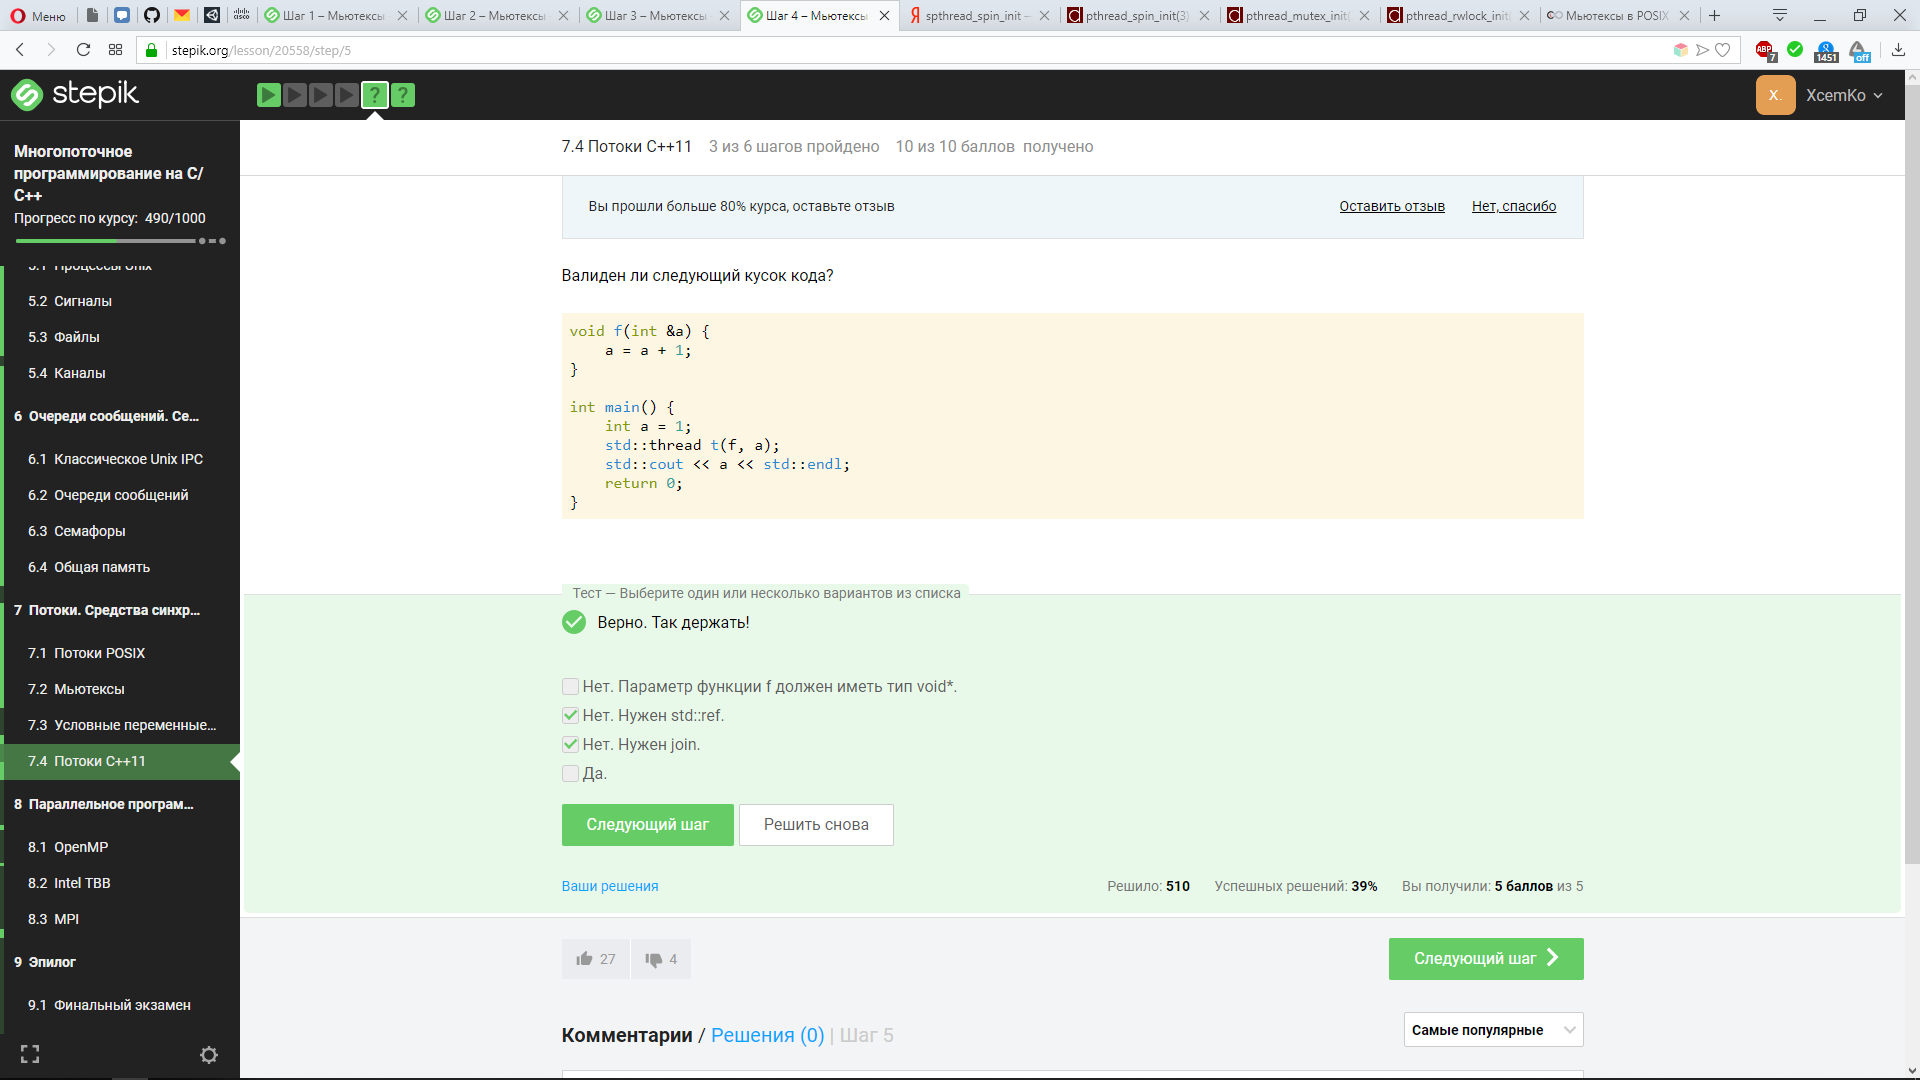 Меню
Шаг 1 – Мьютексы
Шаг 2 – Мьютексы
Шаг 3 – Мьютексы
Шаг 4 – Мьютексы
spthread_spin_init –
pthread_spin_init(3)
pthread_mutex_init(
pthread_rwlock_init(
Мьютексы в POSIX
stepik.org/lesson/20558/step/5
ABP
7
1451
off
stepik
? ?
X.
XcemKo
Многопоточное
программирование на C/
C++
Прогресс по курсу: 490/1000
5.1 Процессы Unix
5.2 Сигналы
5.3 Файлы
5.4 Каналы
6 Очереди сообщений. Се...
6.1 Классическое Unix IPC
6.2 Очереди сообщений
6.3 Семафоры
6.4 Общая память
7 Потоки. Средства синхр...
7.1 Потоки POSIX
7.2 Мьютексы
7.3 Условные переменные...
7.4 Потоки C++11
8 Параллельное програм...
8.1 OpenMP
8.2 Intel TBB
8.3 MPI
9 Эпилог
9.1 Финальный экзамен
7.4 Потоки C++11 3 из 6 шагов пройдено 10 из 10 баллов получено
Вы прошли больше 80% курса, оставьте отзыв
Оставить отзыв Нет, спасибо
Валиден ли следующий кусок кода?
void f(int &a) {
    a = a + 1;
}
int main() {
    int a = 1;
    std::thread t(f, a);
    std::cout << a << std::endl;
    return 0;
}
Тест — Выберите один или несколько вариантов из списка
Верно. Так держать!
Нет. Параметр функции f должен иметь тип void*.
Нет. Нужен std::ref.
Нет. Нужен join.
Да.
Следующий шаг
Решить снова
Ваши решения
Решило: 510 Успешных решений: 39% Вы получили: 5 баллов из 5
27
4
Следующий шаг
Комментарии / Решения (0) | Шаг 5
Самые популярные